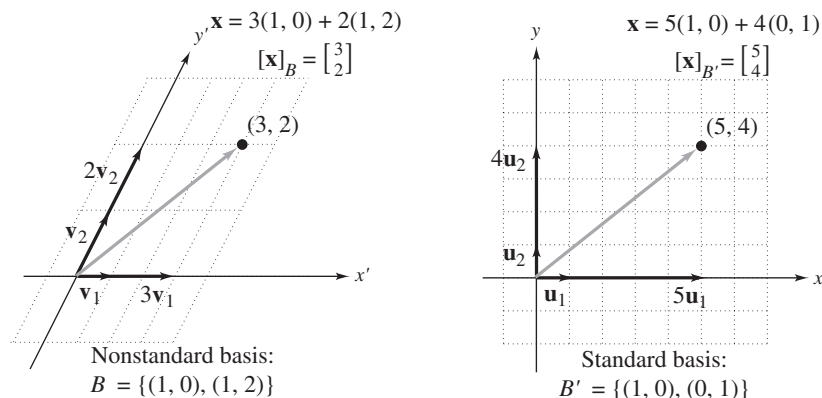 x = 3(1, 0) + 2(1, 2)
y′
[x]_B = [3 2]
(3, 2)
2v₂
v₂
v₁
3v₁
x′
Nonstandard basis:
B = {(1, 0), (1, 2)}
x = 5(1, 0) + 4(0, 1)
y
[x]_B′ = [5 4]
(5, 4)
4u₂
u₂
u₁
5u₁
x
Standard basis:
B′ = {(1, 0), (0, 1)}